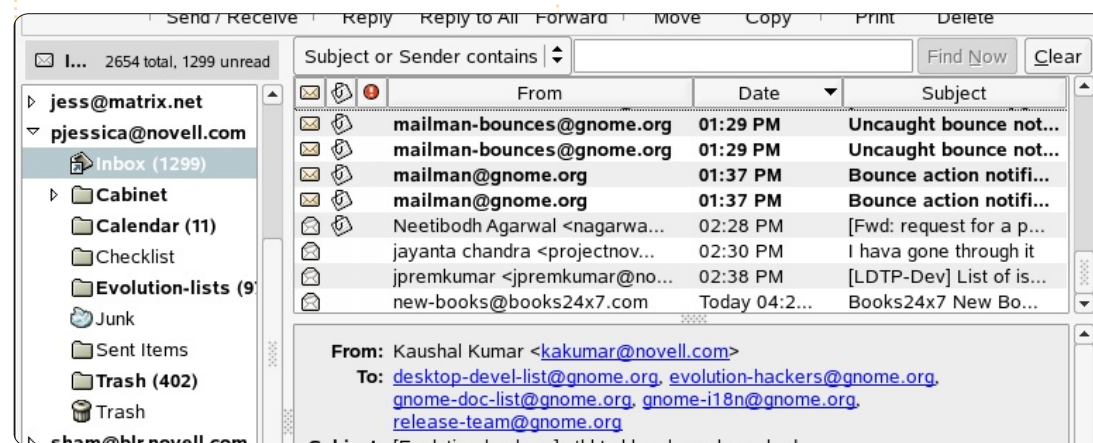 Send / Receive Reply Reply to All Forward Move Copy Print Delete
I... 2654 total, 1299 unread
Subject or Sender contains Find Now Clear
From Date Subject
jess@matrix.net
pjessica@novell.com
Inbox (1299)
Cabinet
Calendar (11)
Checklist
Evolution-lists (9
Junk
Sent Items
Trash (402)
Trash
sham@blr.novell.com
mailman-bounces@gnome.org 01:29 PM Uncaught bounce not...
mailman-bounces@gnome.org 01:29 PM Uncaught bounce not...
mailman@gnome.org 01:37 PM Bounce action notifi...
mailman@gnome.org 01:37 PM Bounce action notifi...
Neetibodh Agarwal <nagarwa... 02:28 PM [Fwd: request for a p...
jayanta chandra <projectnov... 02:30 PM I hava gone through it
jpremkumar <jpremkumar@no... 02:38 PM [LDTP-Dev] List of is...
new-books@books24x7.com Today 04:2... Books24x7 New Bo...
From: Kaushal Kumar <kakumar@novell.com>
To: desktop-devel-list@gnome.org, evolution-hackers@gnome.org,
gnome-doc-list@gnome.org, gnome-i18n@gnome.org,
release-team@gnome.org